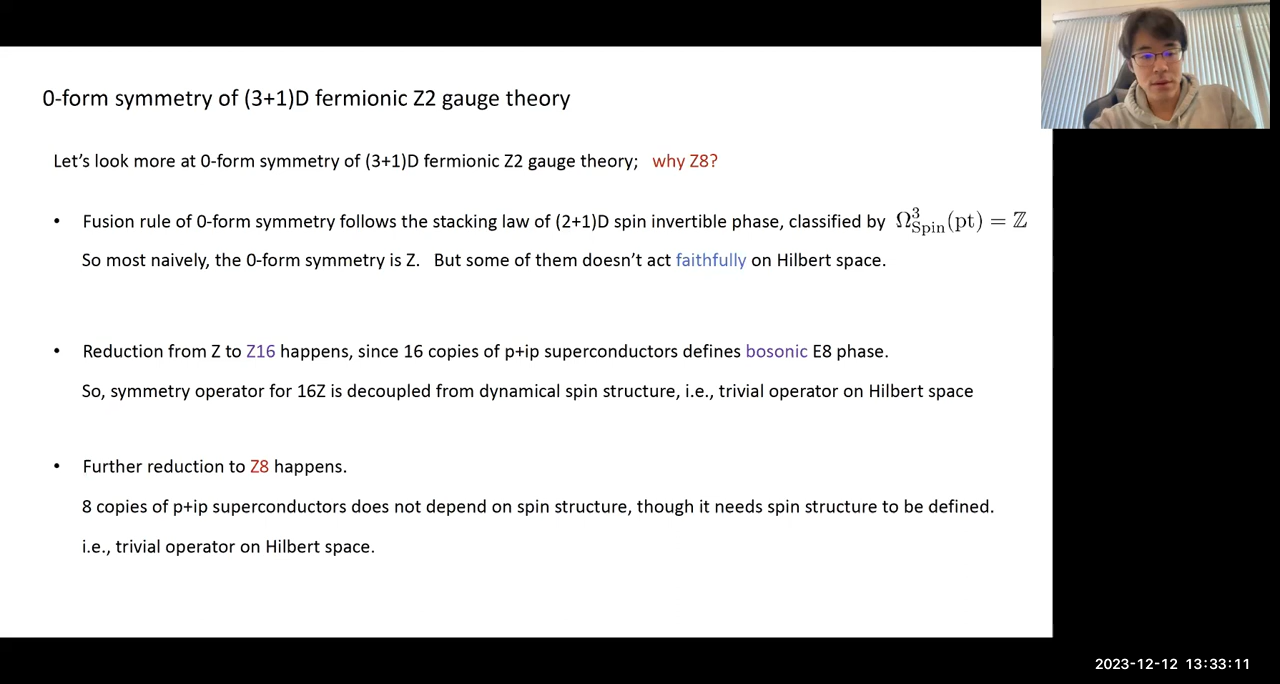 0-form symmetry of (3+1)D fermionic Z2 gauge theory
Let's look more at 0-form symmetry of (3+1)D fermionic Z2 gauge theory; why Z8?
• Fusion rule of 0-form symmetry follows the stacking law of (2+1)D spin invertible phase, classified by Ω³_Spin(pt) = ℤ
So most naively, the 0-form symmetry is Z. But some of them doesn't act faithfully on Hilbert space.
• Reduction from Z to Z16 happens, since 16 copies of p+ip superconductors defines bosonic E8 phase.
So, symmetry operator for 16Z is decoupled from dynamical spin structure, i.e., trivial operator on Hilbert space
• Further reduction to Z8 happens.
8 copies of p+ip superconductors does not depend on spin structure, though it needs spin structure to be defined.
i.e., trivial operator on Hilbert space.
2023-12-12 13:33:11